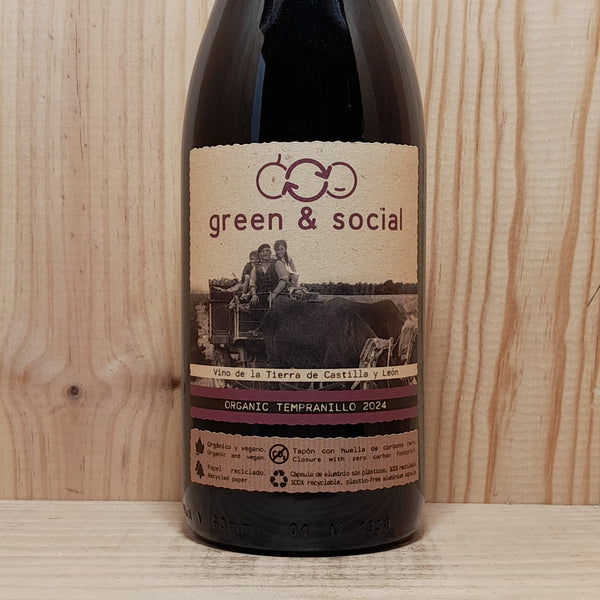 green & social
Vino de la Tierra de Castilla y León
ORGANIC TEMPRANILLO 2024
Orgánico y vegano.
Organic and vegan.
Tapón con huella de carbono cero.
Closure with zero carbon footprint.
Papel reciclado.
Recycled paper.
Cápsula de aluminio sin plásticos, 100% reciclable
100% recyclable, plastic-free aluminium capsule